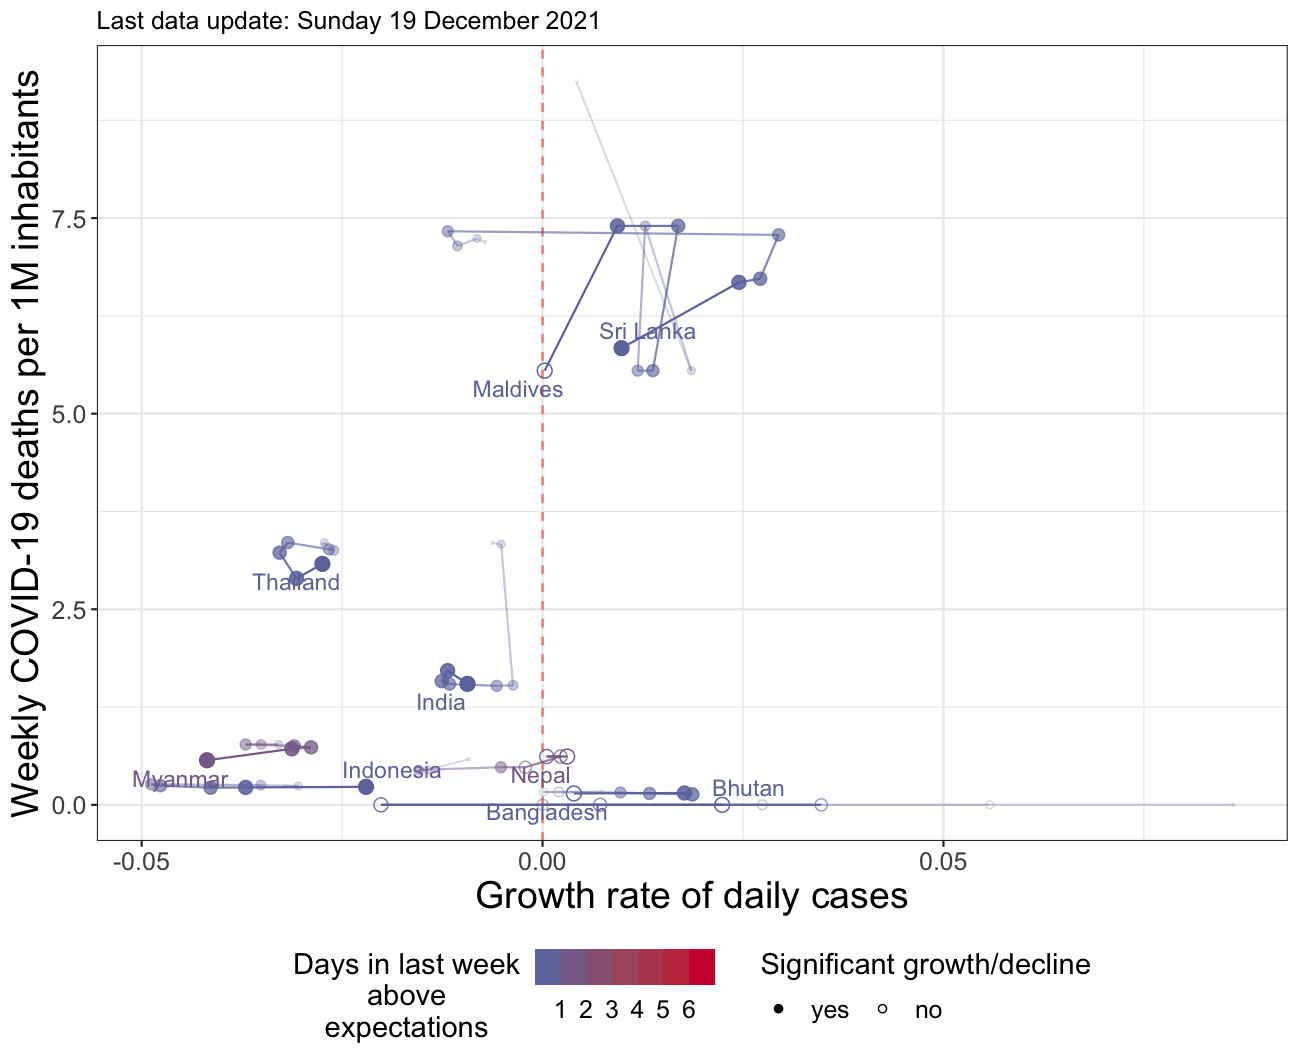 Last data update: Sunday 19 December 2021
Weekly COVID-19 deaths per 1M inhabitants
7.5
5.0
2.5
0.0
Sri Lanka
Maldives
Thailand
India
Myanmar
Indonesia
Nepal
Bhutan
Bangladesh
-0.05
0.00
0.05
Growth rate of daily cases
Days in last week
above
expectations
1 2 3 4 5 6
Significant growth/decline
yes no